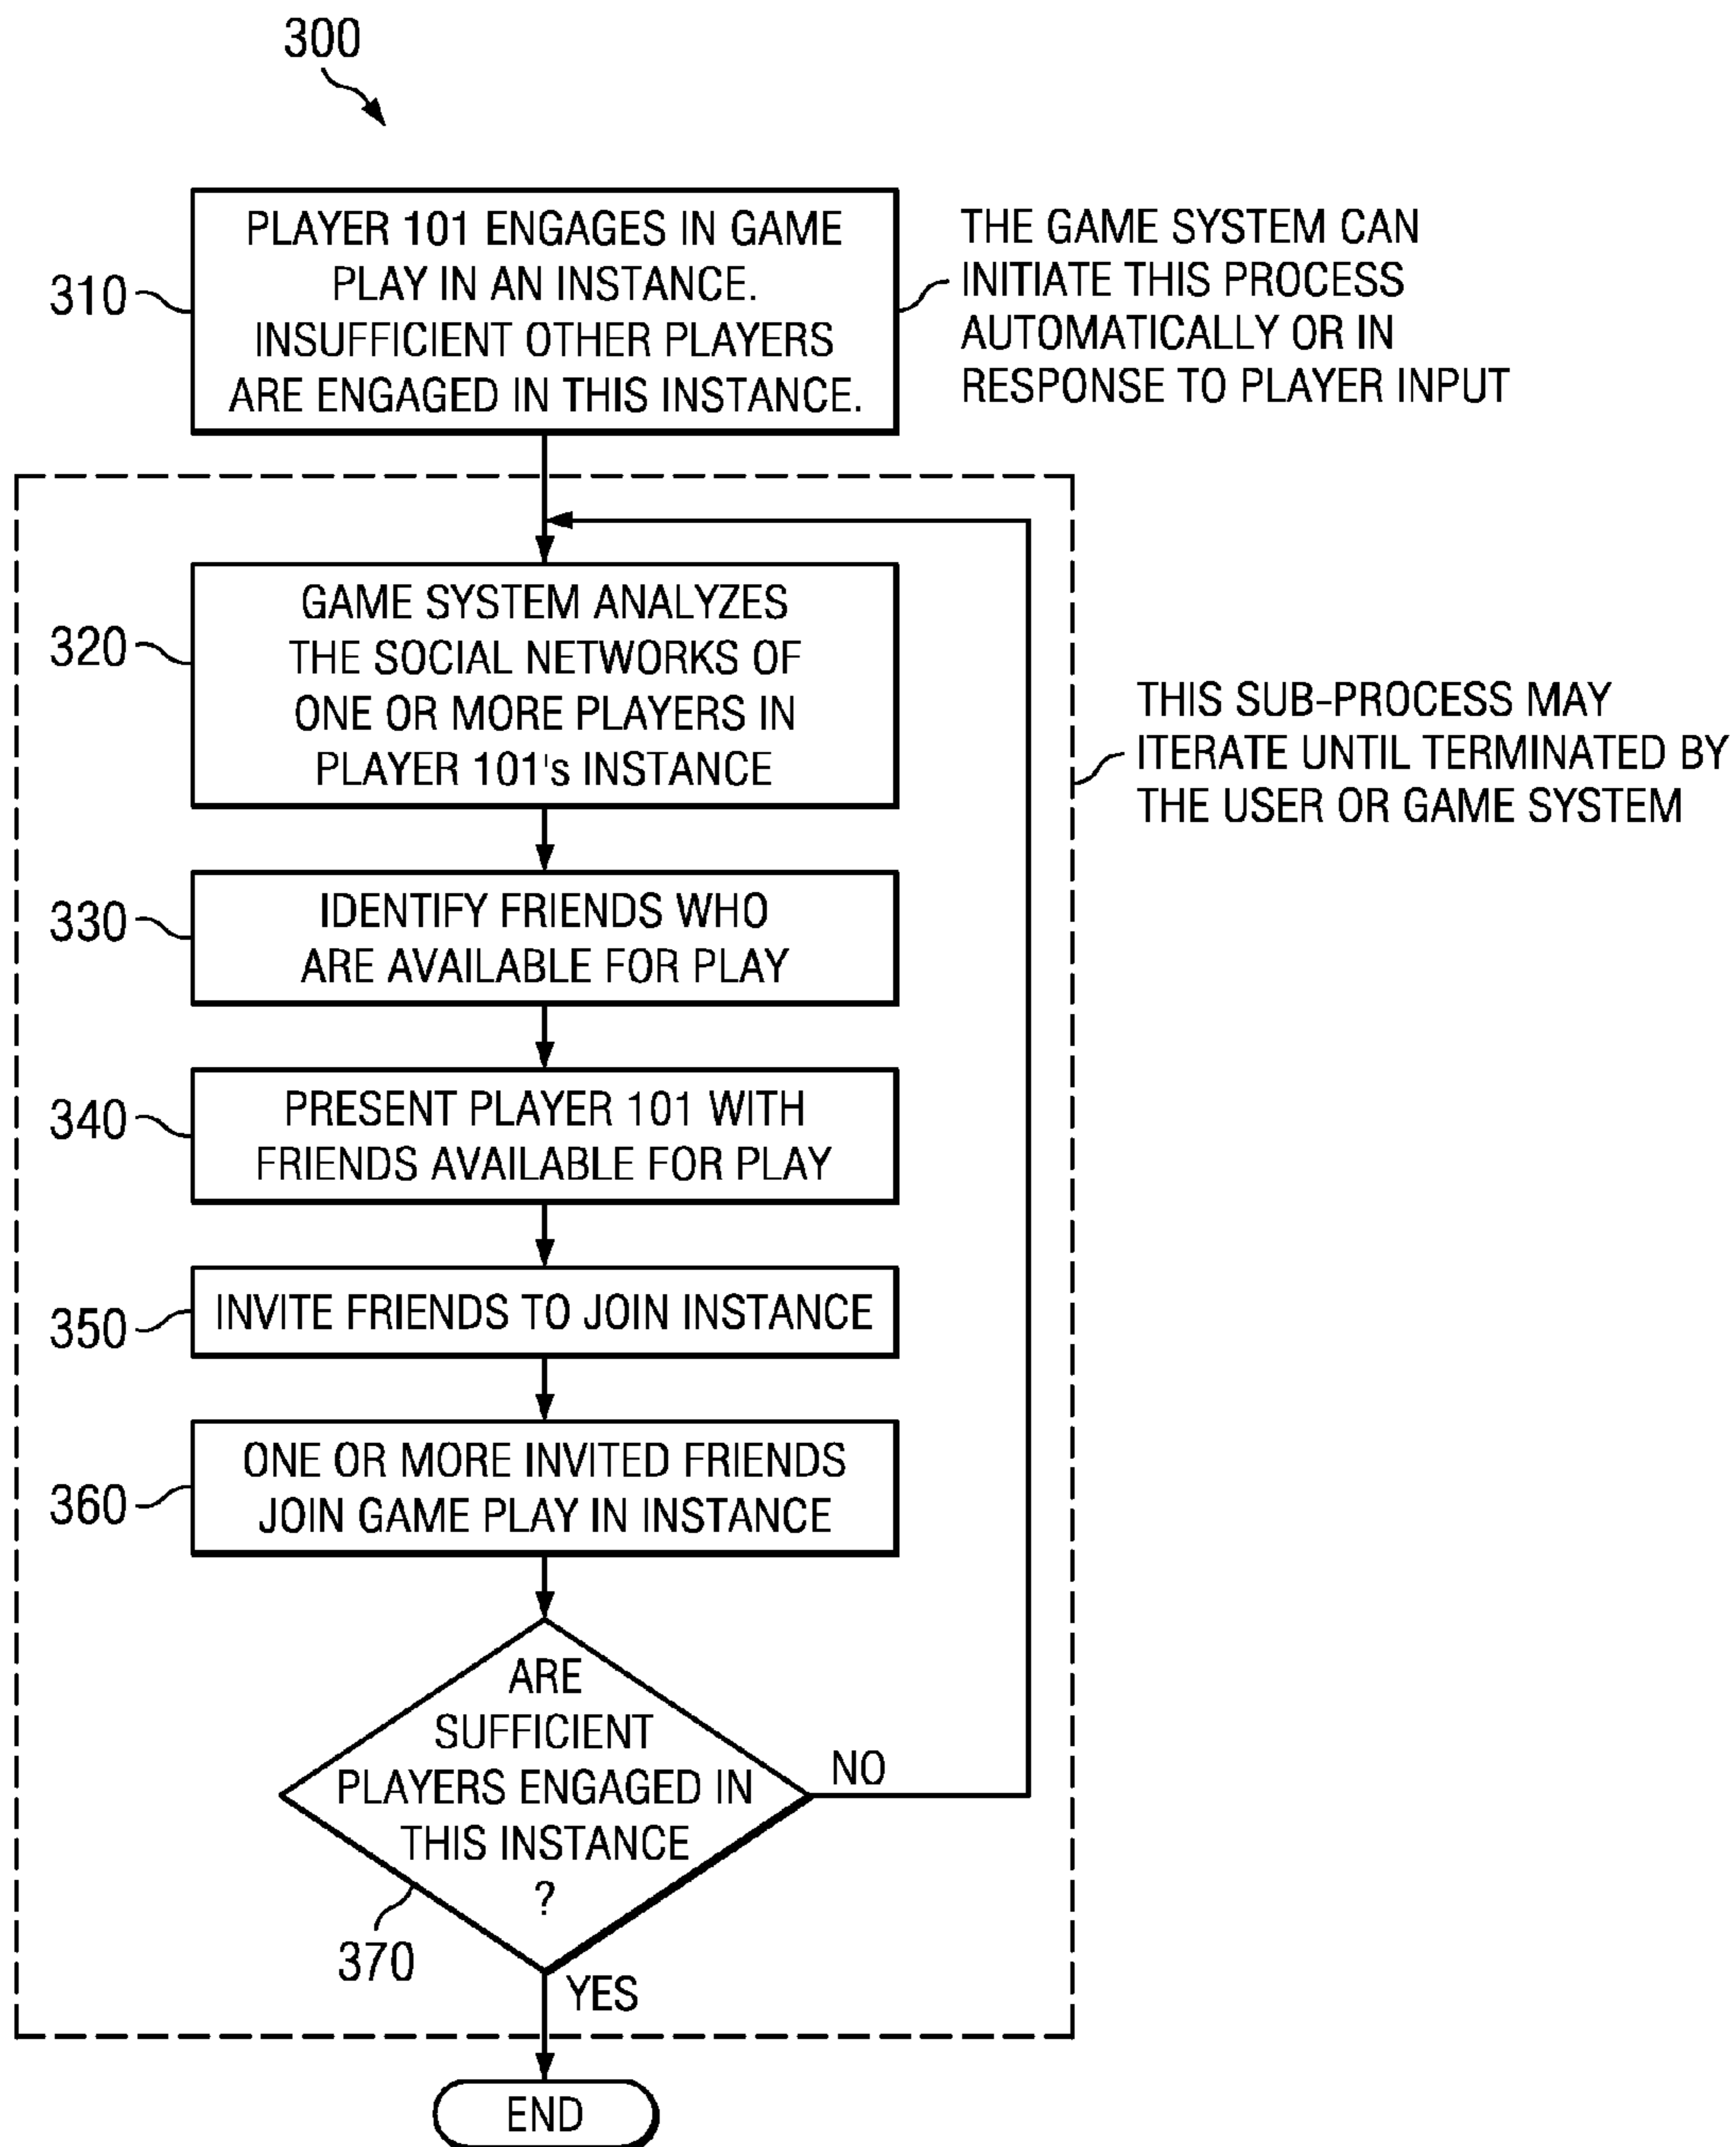 300
310
PLAYER 101 ENGAGES IN GAME
PLAY IN AN INSTANCE.
INSUFFICIENT OTHER PLAYERS
ARE ENGAGED IN THIS INSTANCE.
THE GAME SYSTEM CAN
INITIATE THIS PROCESS
AUTOMATICALLY OR IN
RESPONSE TO PLAYER INPUT
320
GAME SYSTEM ANALYZES
THE SOCIAL NETWORKS OF
ONE OR MORE PLAYERS IN
PLAYER 101's INSTANCE
THIS SUB-PROCESS MAY
ITERATE UNTIL TERMINATED BY
THE USER OR GAME SYSTEM
330
IDENTIFY FRIENDS WHO
ARE AVAILABLE FOR PLAY
340
PRESENT PLAYER 101 WITH
FRIENDS AVAILABLE FOR PLAY
350
INVITE FRIENDS TO JOIN INSTANCE
360
ONE OR MORE INVITED FRIENDS
JOIN GAME PLAY IN INSTANCE
ARE
SUFFICIENT
PLAYERS ENGAGED IN
THIS INSTANCE
?
NO
370
YES
END